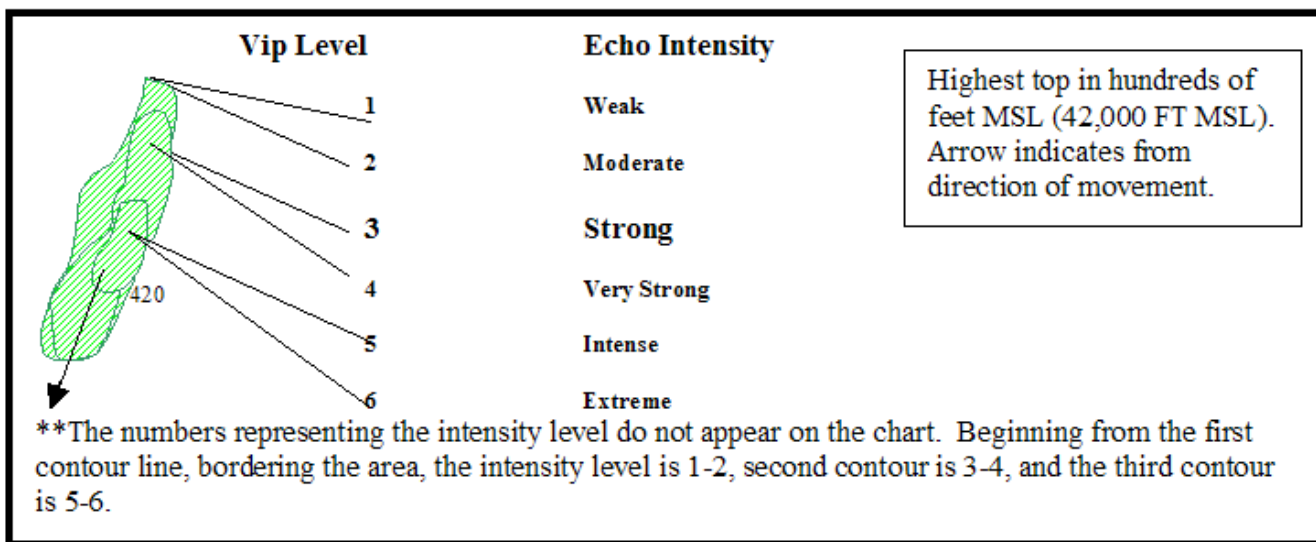 Vip Level Echo Intensity
Highest top in hundreds of
feet MSL (42,000 FT MSL).
Arrow indicates from
direction of movement.
1 Weak
2 Moderate
3 Strong
4 Very Strong
420
5 Intense
6 Extreme
**The numbers representing the intensity level do not appear on the chart. Beginning from the first
contour line, bordering the area, the intensity level is 1-2, second contour is 3-4, and the third contour
is 5-6.